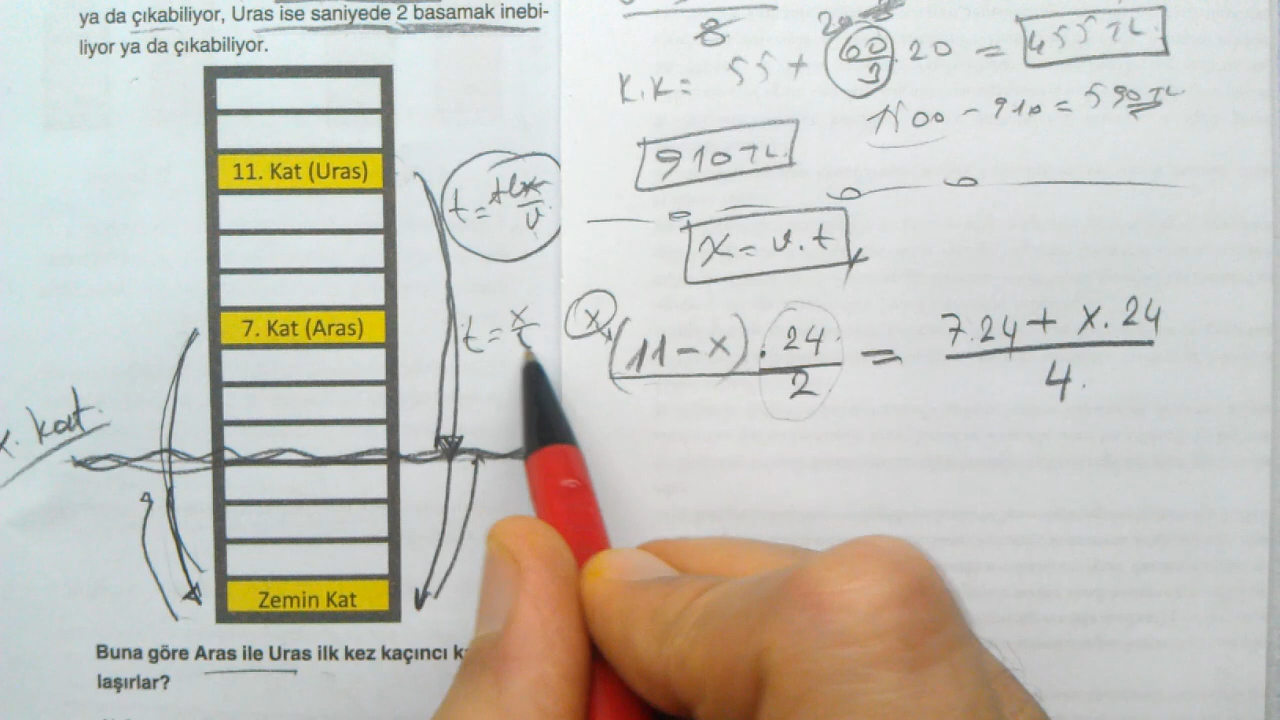 ya da çıkabiliyor, Uras ise saniyede 2 basamak inebi-
liyor ya da çıkabiliyor.
11. Kat (Uras)
7. Kat (Aras)
Zemin Kat
x. kat
Buna göre Aras ile Uras ilk kez kaçıncı k
laşırlar?
t = x
8
K.K = 55 + 60/3 . 20 = 455 TL
910 TL
1500 - 910 = 590 TL
x = v.t
x
(11 - x) . 24 / 2 = 7.24 + x.24 / 4